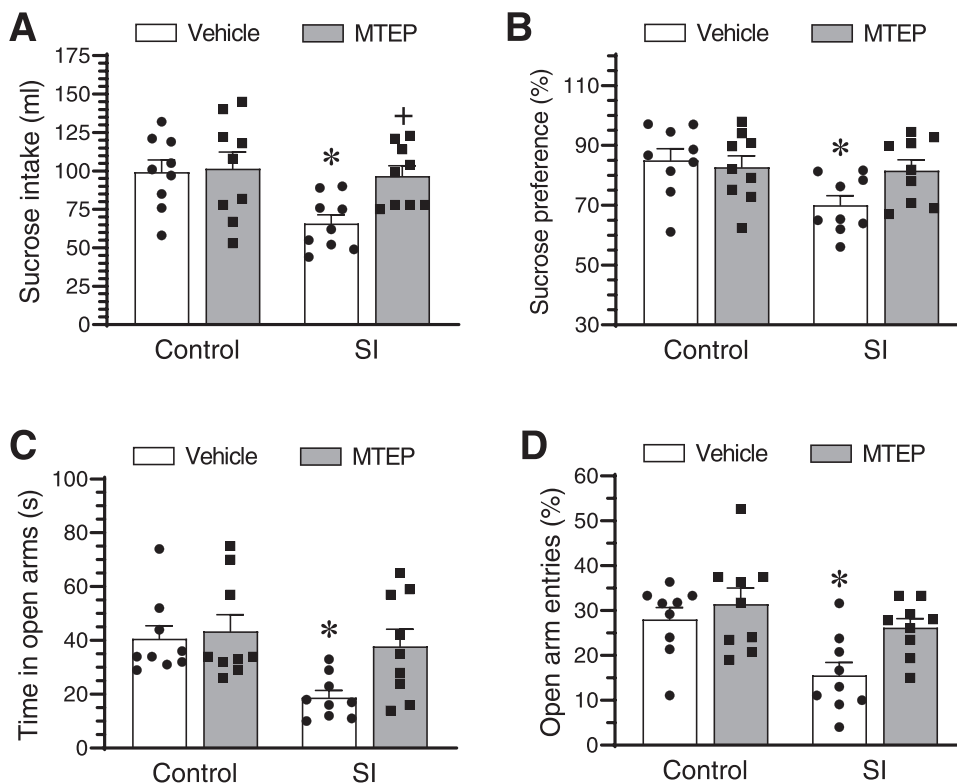 A
Vehicle MTEP
Sucrose intake (ml)
175
150
125
100
75
50
25
0
*
+
Control SI
B
Vehicle MTEP
Sucrose preference (%)
110
90
70
50
30
*
Control SI
C
Vehicle MTEP
Time in open arms (s)
100
80
60
40
20
0
*
Control SI
D
Vehicle MTEP
Open arm entries (%)
60
50
40
30
20
10
0
*
Control SI